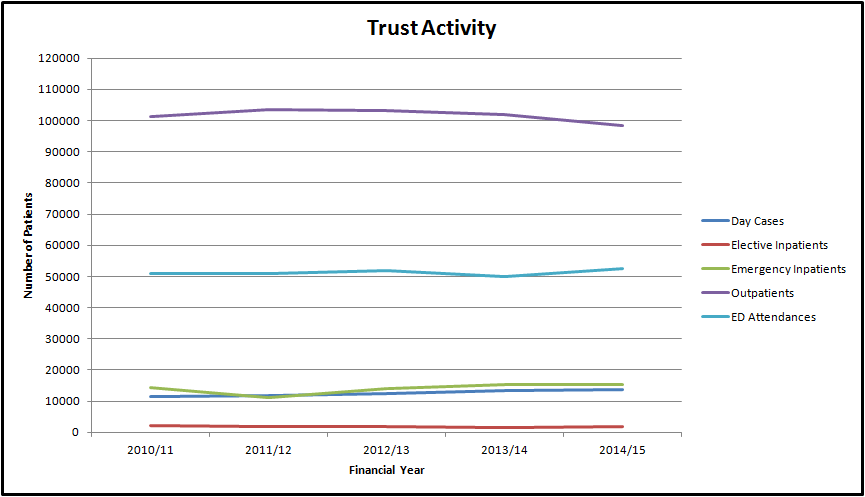 Trust Activity
120000
110000
100000
90000
80000
70000
60000
50000
40000
30000
20000
10000
0
Number of Patients
2010/11 2011/12 2012/13 2013/14 2014/15
Financial Year
Day Cases
Elective Inpatients
Emergency Inpatients
Outpatients
ED Attendances